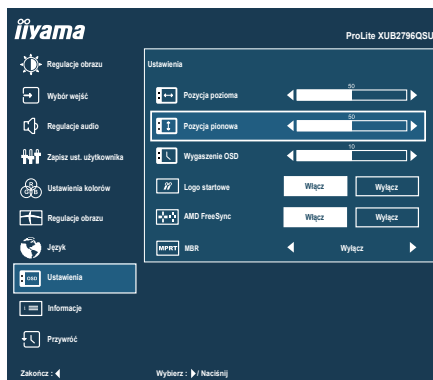 iiyama
ProLite XUB2796QSU
Regulacje obrazu
Wybór wejść
Regulacje audio
Zapisz ust. użytkownika
Ustawienia kolorów
Regulacje obrazu
Język
OSD Ustawienia
Informacje
Przywróć
Ustawienia
Pozycja pozioma 50
Pozycja pionowa 50
Wygaszenie OSD 10
Logo startowe Włącz Wyłącz
AMD FreeSync Włącz Wyłącz
MPRT MBR Wyłącz
Zakończ :
Wybierz : / Naciśnij